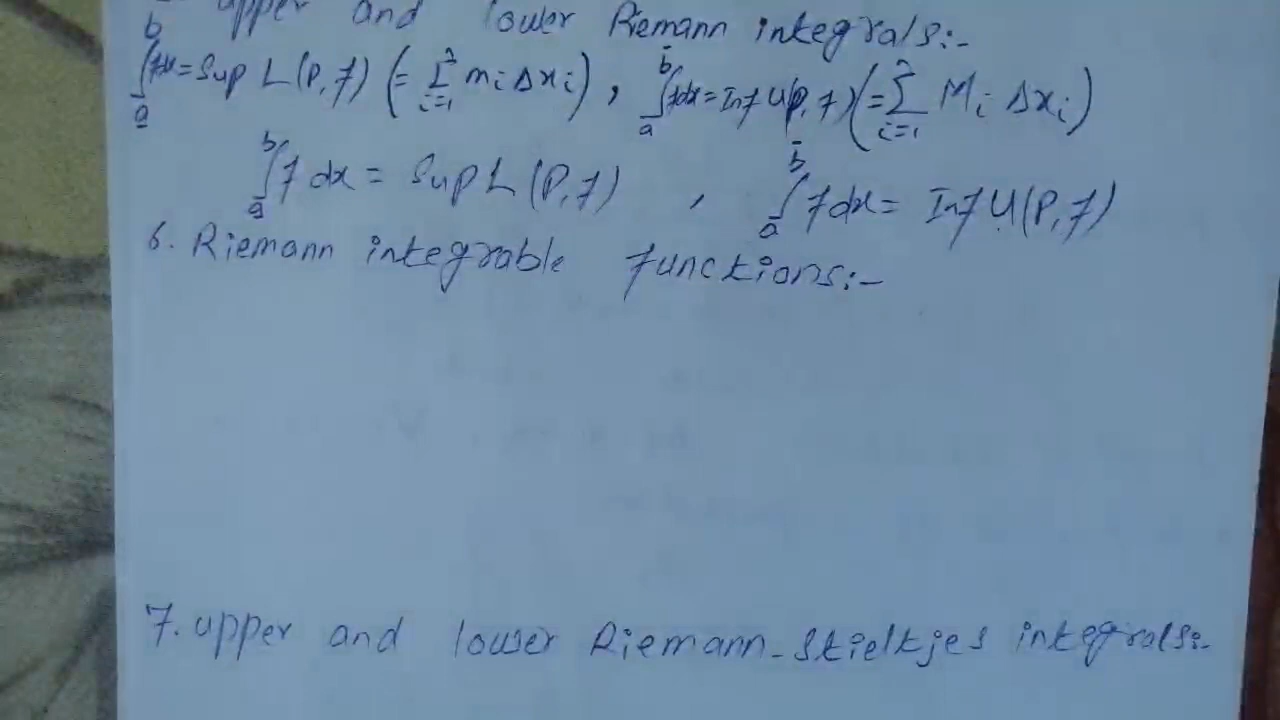 upper and lower Riemann integrals:-
∫_a̲^b f dx = Sup L(P, f) (= Σ_{i=1}^n m_i Δx_i) , ∫_a^b̄ f dx = Inf U(P, f) (= Σ_{i=1}^n M_i Δx_i)
∫_a̲^b f dx = Sup L(P, f) , ∫_a^b̄ f dx = Inf U(P, f)
6. Riemann integrable functions:-
7. upper and lower Riemann-Stieltjes integrals:-